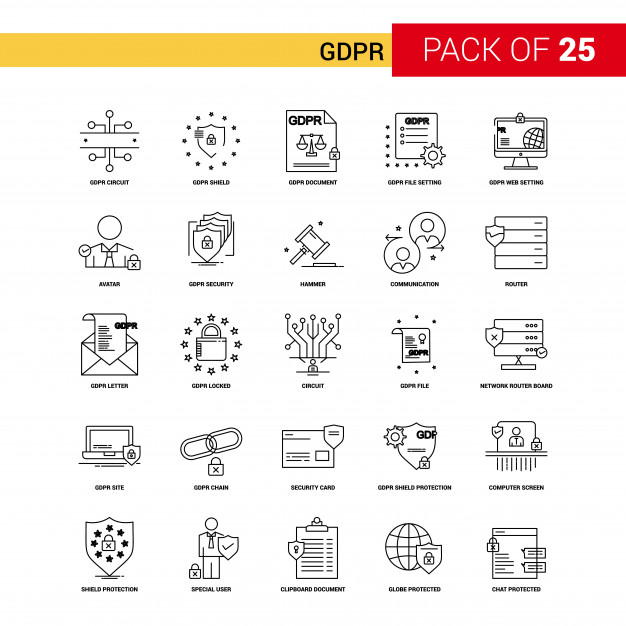 GDPR PACK OF 25
GDPR GDPR PR
GDPR CIRCUIT GDPR SHIELD GDPR DOCUMENT GDPR FILE SETTING GDPR WEB SETTING
AVATAR GDPR SECURITY HAMMER COMMUNICATION ROUTER
GDPR GDPR
GDPR LETTER GDPR LOCKED CIRCUIT GDPR FILE NETWORK ROUTER BOARD
GDP
GDPR SITE GDPR CHAIN SECURITY CARD GDPR SHIELD PROTECTION COMPUTER SCREEN
SHIELD PROTECTION SPECIAL USER CLIPBOARD DOCUMENT GLOBE PROTECTED CHAT PROTECTED